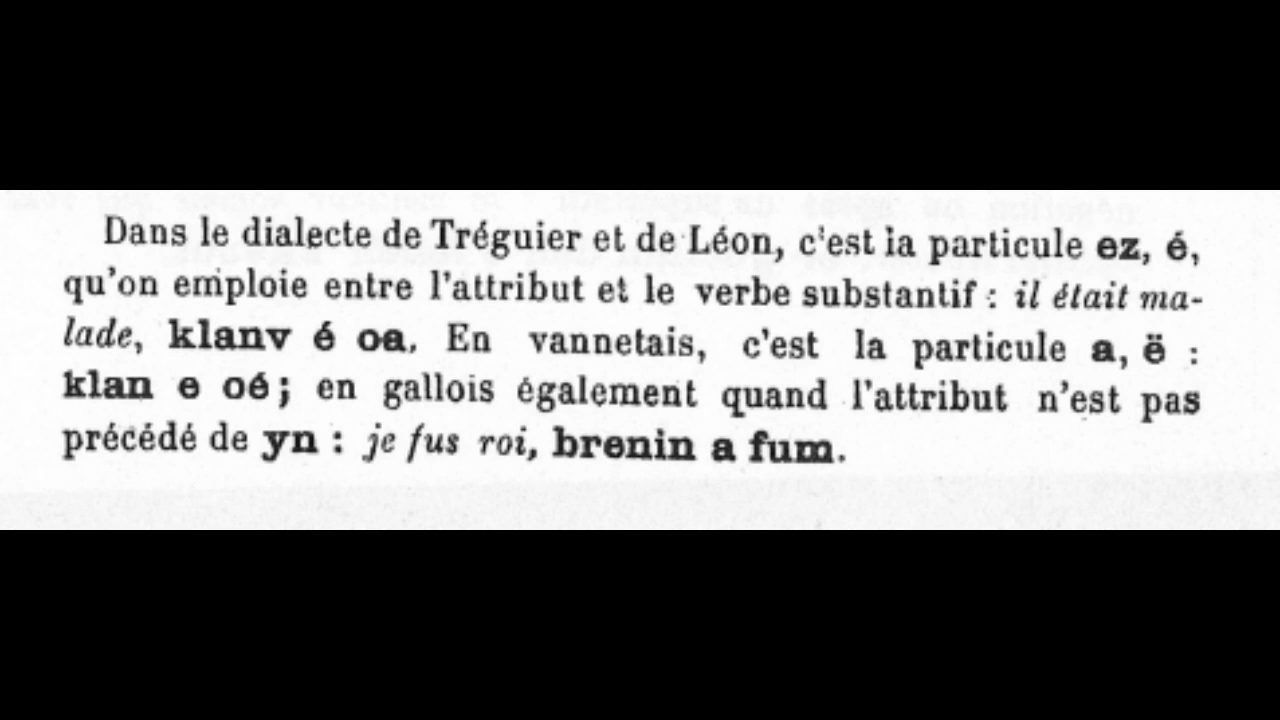 Dans le dialecte de Tréguier et de Léon, c'est la particule ez, é,
qu'on emploie entre l'attribut et le verbe substantif : il était ma-
lade, klanv é oa. En vannetais, c'est la particule a, ë :
klan e oé; en gallois également quand l'attribut n'est pas
précédé de yn : je fus roi, brenin a fum.